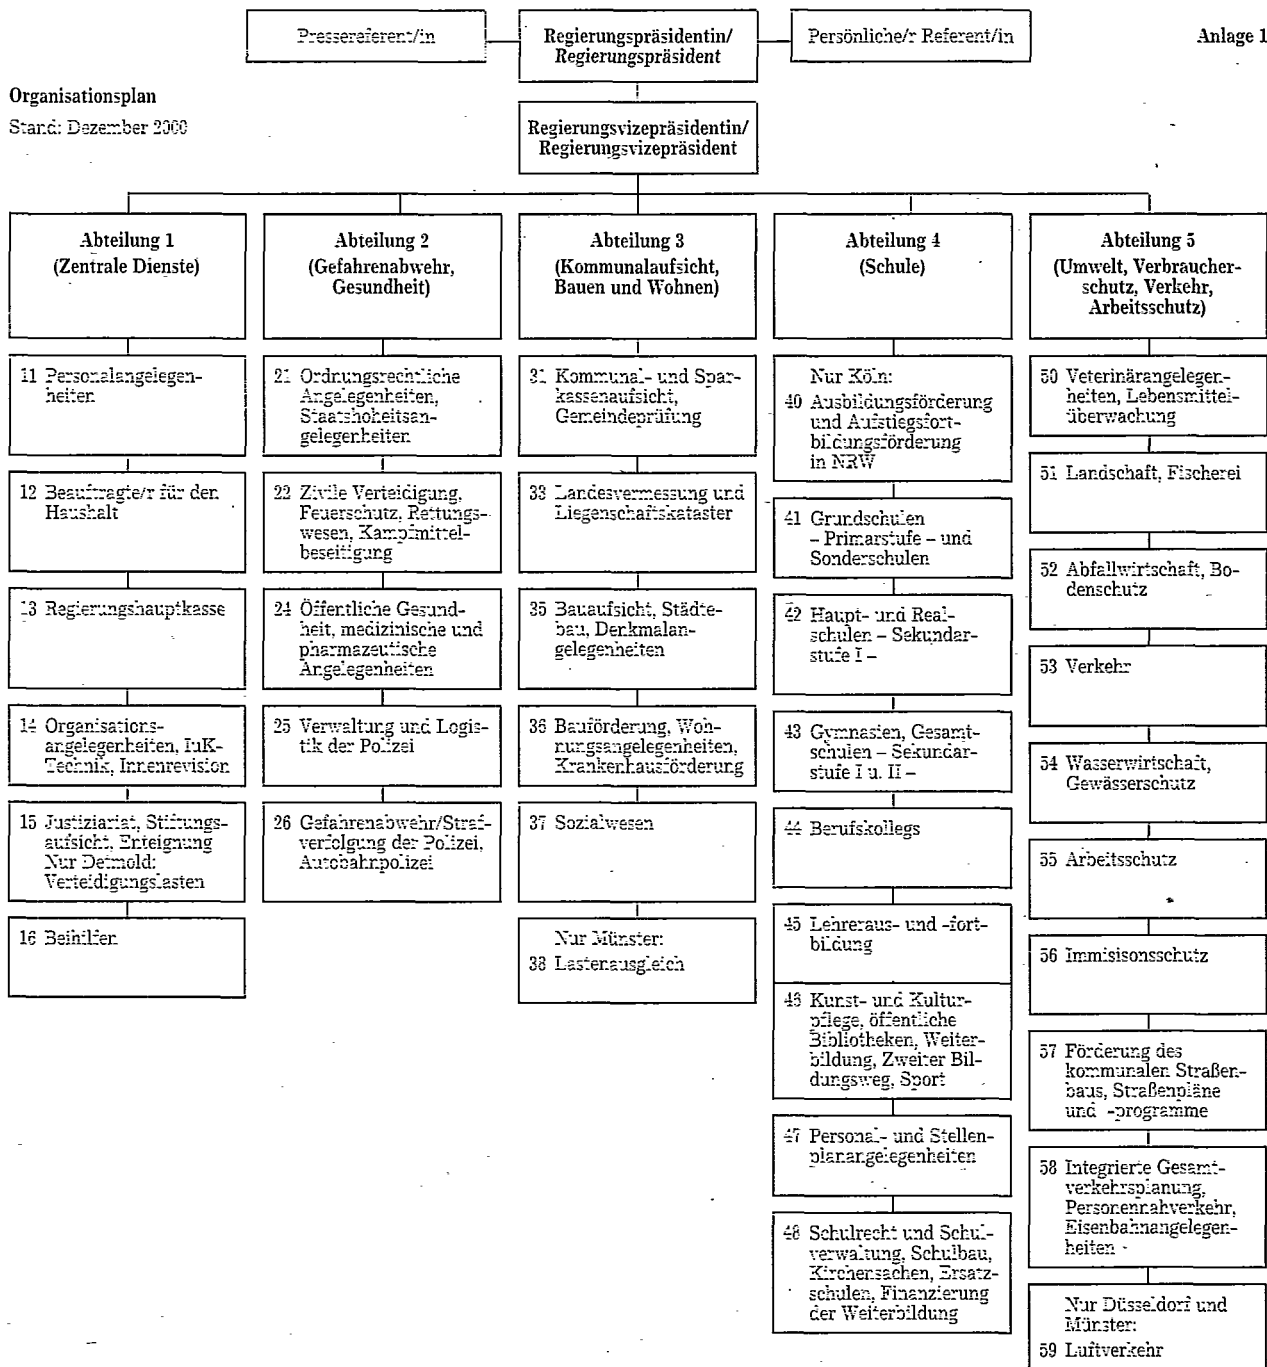 Pressereferent/in
Regierungspräsidentin/
Regierungspräsident
Persönliche/r Referent/in
Anlage 1
Organisationsplan
Stand: Dezember 2000
Regierungsvizepräsidentin/
Regierungsvizepräsident
Abteilung 1
(Zentrale Dienste)
11 Personalangelegen-
heiten
12 Beauftragte/r für den
Haushalt
13 Regierungshauptkasse
14 Organisations-
angelegenheiten, IuK-
Technik, Innenrevision
15 Justiziariat, Stiftungs-
aufsicht, Enteignung
Nur Detmold:
Verteidigungslasten
16 Beihilfen
Abteilung 2
(Gefahrenabwehr,
Gesundheit)
21 Ordnungsrechtliche
Angelegenheiten,
Staatshoheitsan-
gelegenheiten
22 Zivile Verteidigung,
Feuerschutz, Rettungs-
wesen, Kampfmittel-
beseitigung
24 Öffentliche Gesund-
heit, medizinische und
pharmazeutische
Angelegenheiten
25 Verwaltung und Logis-
tik der Polizei
26 Gefahrenabwehr/Straf-
verfolgung der Polizei,
Autobahnpolizei
Abteilung 3
(Kommunalaufsicht,
Bauen und Wohnen)
31 Kommunal- und Spar-
kassenaufsicht,
Gemeindeprüfung
33 Landesvermessung und
Liegenschaftskataster
35 Bauaufsicht, Städte-
bau, Denkmalan-
gelegenheiten
36 Bauförderung, Woh-
nungsangelegenheiten,
Krankenhausförderung
37 Sozialwesen
Nur Münster:
38 Lastenausgleich
Abteilung 4
(Schule)
Nur Köln:
40 Ausbildungsförderung
und Aufstiegsfort-
bildungsförderung
in NRW
41 Grundschulen
– Primarstufe – und
Sonderschulen
42 Haupt- und Real-
schulen – Sekundar-
stufe I –
43 Gymnasien, Gesamt-
schulen – Sekundar-
stufe I u. II –
44 Berufskollegs
45 Lehreraus- und -fort-
bildung
46 Kunst- und Kultur-
pflege, öffentliche
Bibliotheken, Weiter-
bildung, Zweiter Bil-
dungsweg, Sport
47 Personal- und Stellen-
planangelegenheiten
48 Schulrecht und Schul-
verwaltung, Schulbau,
Kirchensachen, Ersatz-
schulen, Finanzierung
der Weiterbildung
Abteilung 5
(Umwelt, Verbraucher-
schutz, Verkehr,
Arbeitsschutz)
50 Veterinärangelegen-
heiten, Lebensmittel-
überwachung
51 Landschaft, Fischerei
52 Abfallwirtschaft, Bo-
denschutz
53 Verkehr
54 Wasserwirtschaft,
Gewässerschutz
55 Arbeitsschutz
56 Immisisonsschutz
57 Förderung des
kommunalen Straßen-
baus, Straßenpläne
und -programme
58 Integrierte Gesamt-
verkehrsplanung,
Personennahverkehr,
Eisenbahnangelegen-
heiten
Nur Düsseldorf und
Münster:
59 Luftverkehr